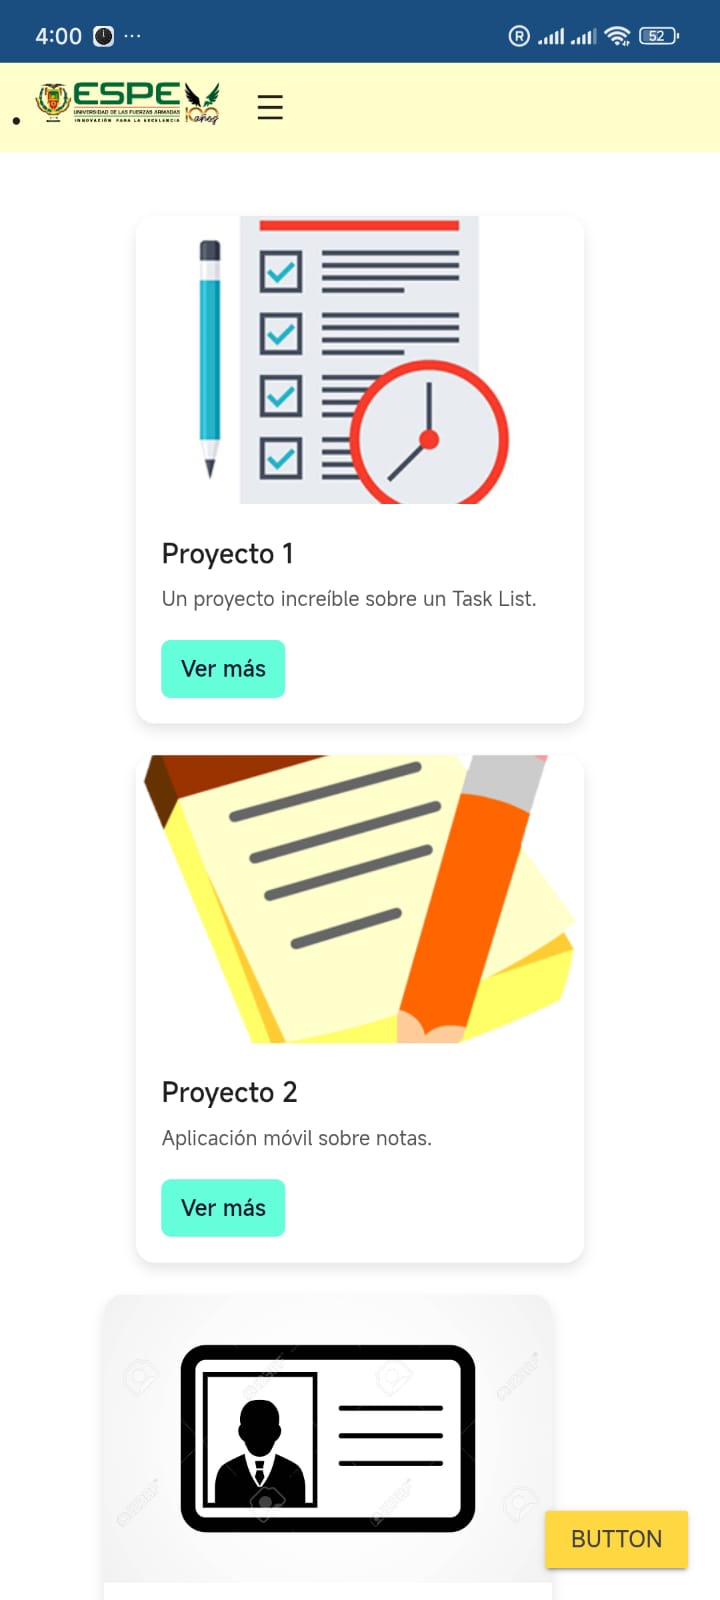 4:00
R
52
ESPE
UNIVERSIDAD DE LAS FUERZAS ARMADAS
INNOVACIÓN PARA LA EXCELENCIA
100 años
Proyecto 1
Un proyecto increíble sobre un Task List.
Ver más
Proyecto 2
Aplicación móvil sobre notas.
Ver más
BUTTON